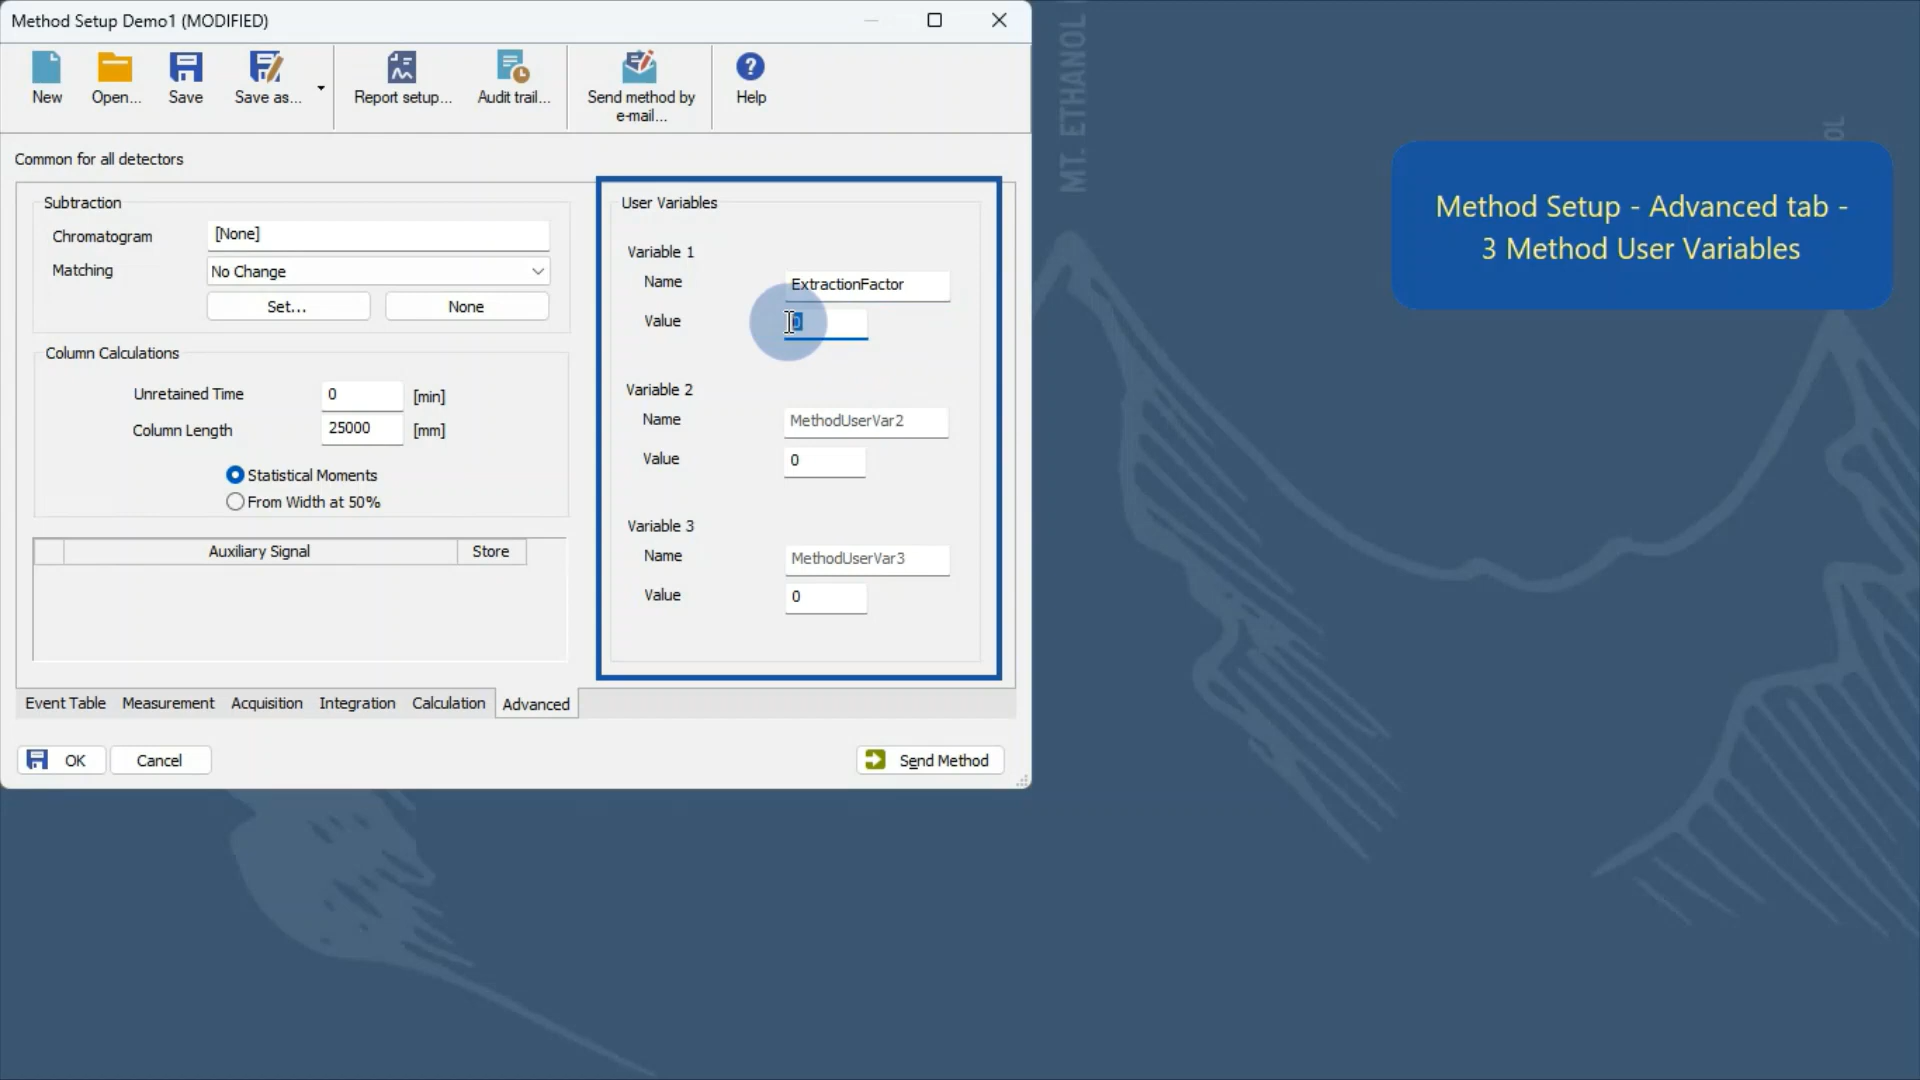 Method Setup Demo1 (MODIFIED)
New
Open...
Save
Save as...
Report setup...
Audit trail...
Send method by
e-mail...
Help
Common for all detectors
Subtraction
Chromatogram
[None]
Matching
No Change
Set...
None
Column Calculations
Unretained Time
0
[min]
Column Length
25000
[mm]
Statistical Moments
From Width at 50%
Auxiliary Signal
Store
User Variables
Variable 1
Name
ExtractionFactor
Value
0
Variable 2
Name
MethodUserVar2
Value
0
Variable 3
Name
MethodUserVar3
Value
0
Event Table
Measurement
Acquisition
Integration
Calculation
Advanced
OK
Cancel
Send Method
Method Setup - Advanced tab -
3 Method User Variables
MT. ETHANOL